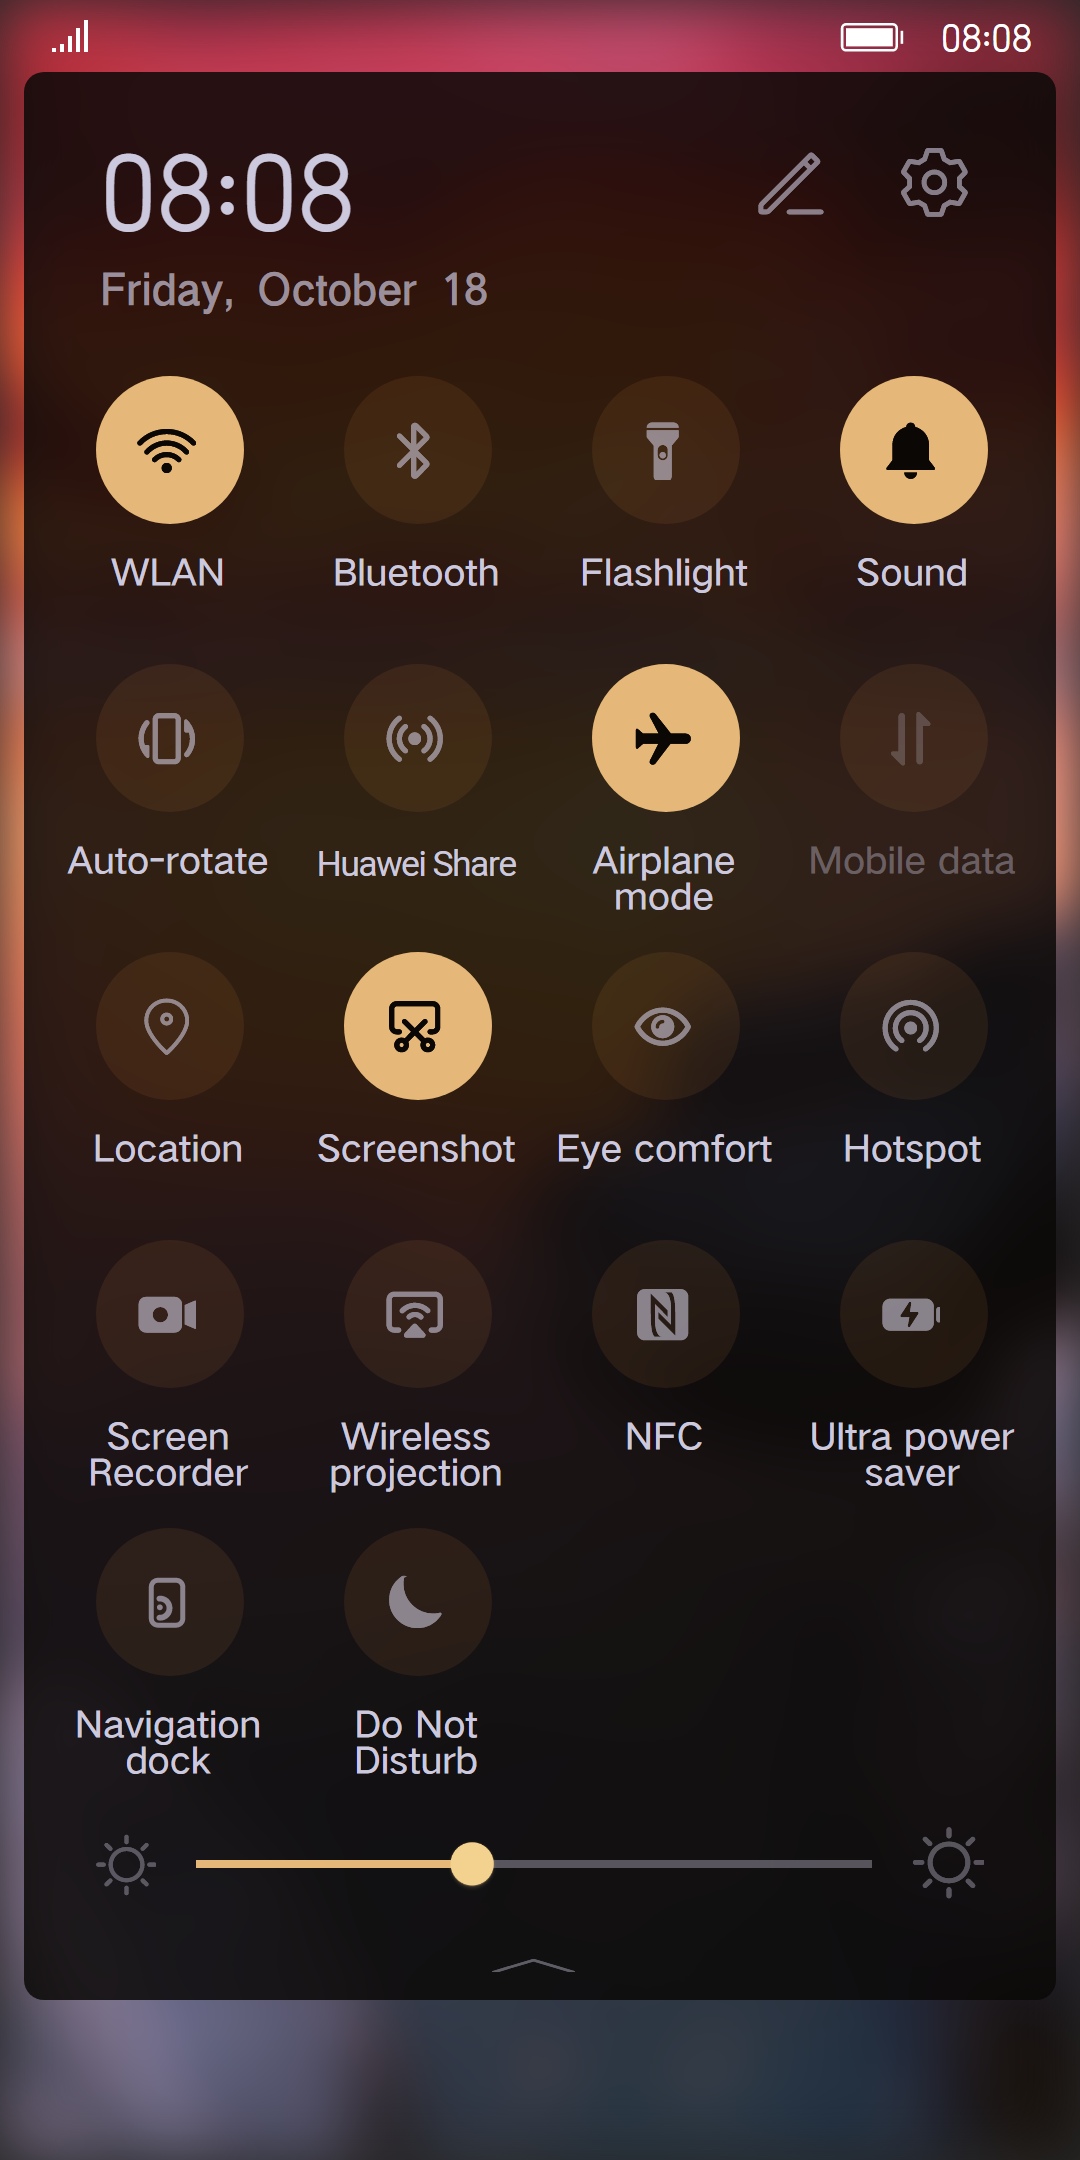 08:08
08:08
Friday, October 18
WLAN
Bluetooth
Flashlight
Sound
Auto-rotate
Huawei Share
Airplane
mode
Mobile data
Location
Screenshot
Eye comfort
Hotspot
Screen
Recorder
Wireless
projection
NFC
Ultra power
saver
Navigation
dock
Do Not
Disturb